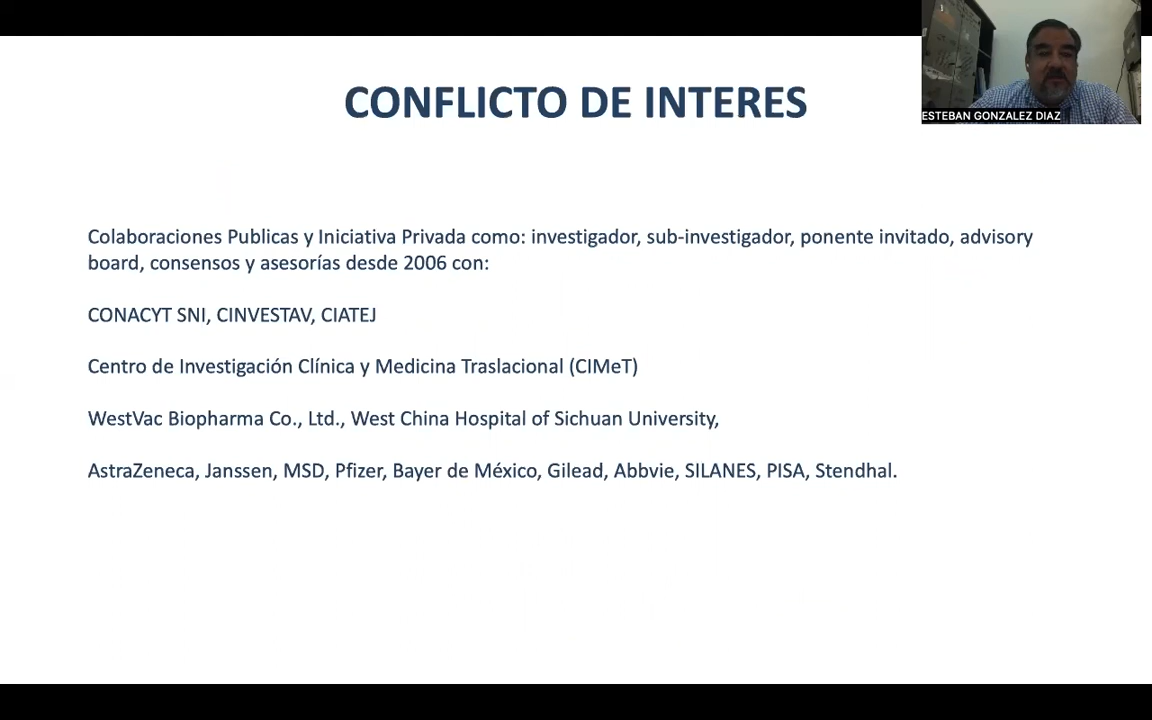 CONFLICTO DE INTERES
ESTEBAN GONZALEZ DIAZ
Colaboraciones Publicas y Iniciativa Privada como: investigador, sub-investigador, ponente invitado, advisory
board, consensos y asesorías desde 2006 con:
CONACYT SNI, CINVESTAV, CIATEJ
Centro de Investigación Clínica y Medicina Traslacional (CIMeT)
WestVac Biopharma Co., Ltd., West China Hospital of Sichuan University,
AstraZeneca, Janssen, MSD, Pfizer, Bayer de México, Gilead, Abbvie, SILANES, PISA, Stendhal.